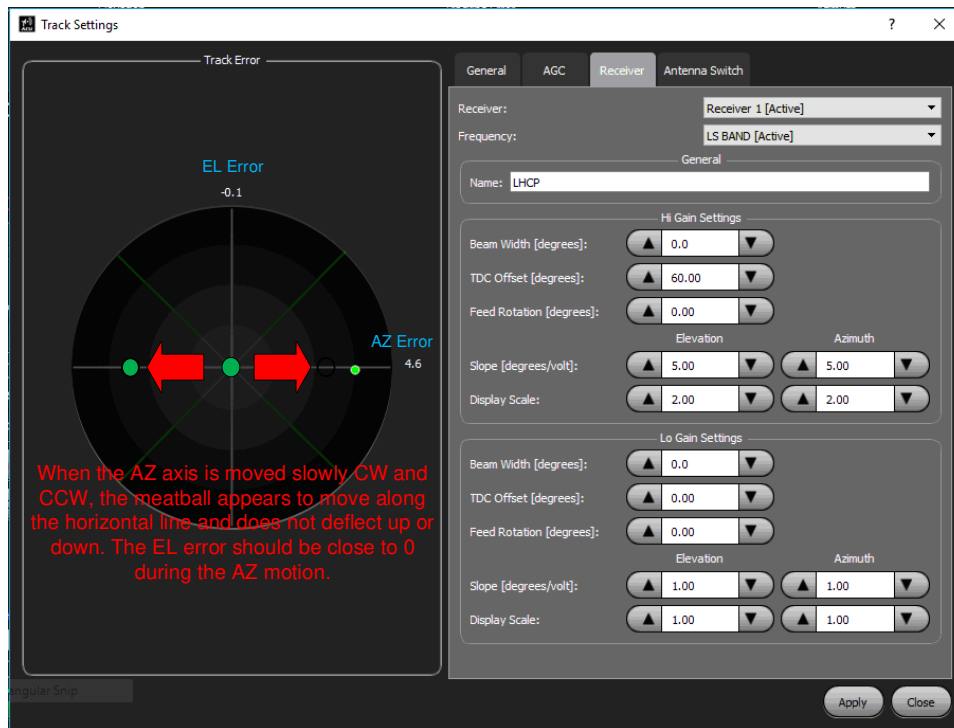 Track Settings
? ×
Track Error
EL Error
-0.1
AZ Error
4.6
When the AZ axis is moved slowly CW and
CCW, the meatball appears to move along
the horizontal line and does not deflect up or
down. The EL error should be close to 0
during the AZ motion.
General AGC Receiver Antenna Switch
Receiver: Receiver 1 [Active]
Frequency: LS BAND [Active]
General
Name: LHCP
Hi Gain Settings
Beam Width [degrees]: 0.0
TDC Offset [degrees]: 60.00
Feed Rotation [degrees]: 0.00
Elevation Azimuth
Slope [degrees/volt]: 5.00 5.00
Display Scale: 2.00 2.00
Lo Gain Settings
Beam Width [degrees]: 0.0
TDC Offset [degrees]: 0.00
Feed Rotation [degrees]: 0.00
Elevation Azimuth
Slope [degrees/volt]: 1.00 1.00
Display Scale: 1.00 1.00
angular Snip
Apply Close